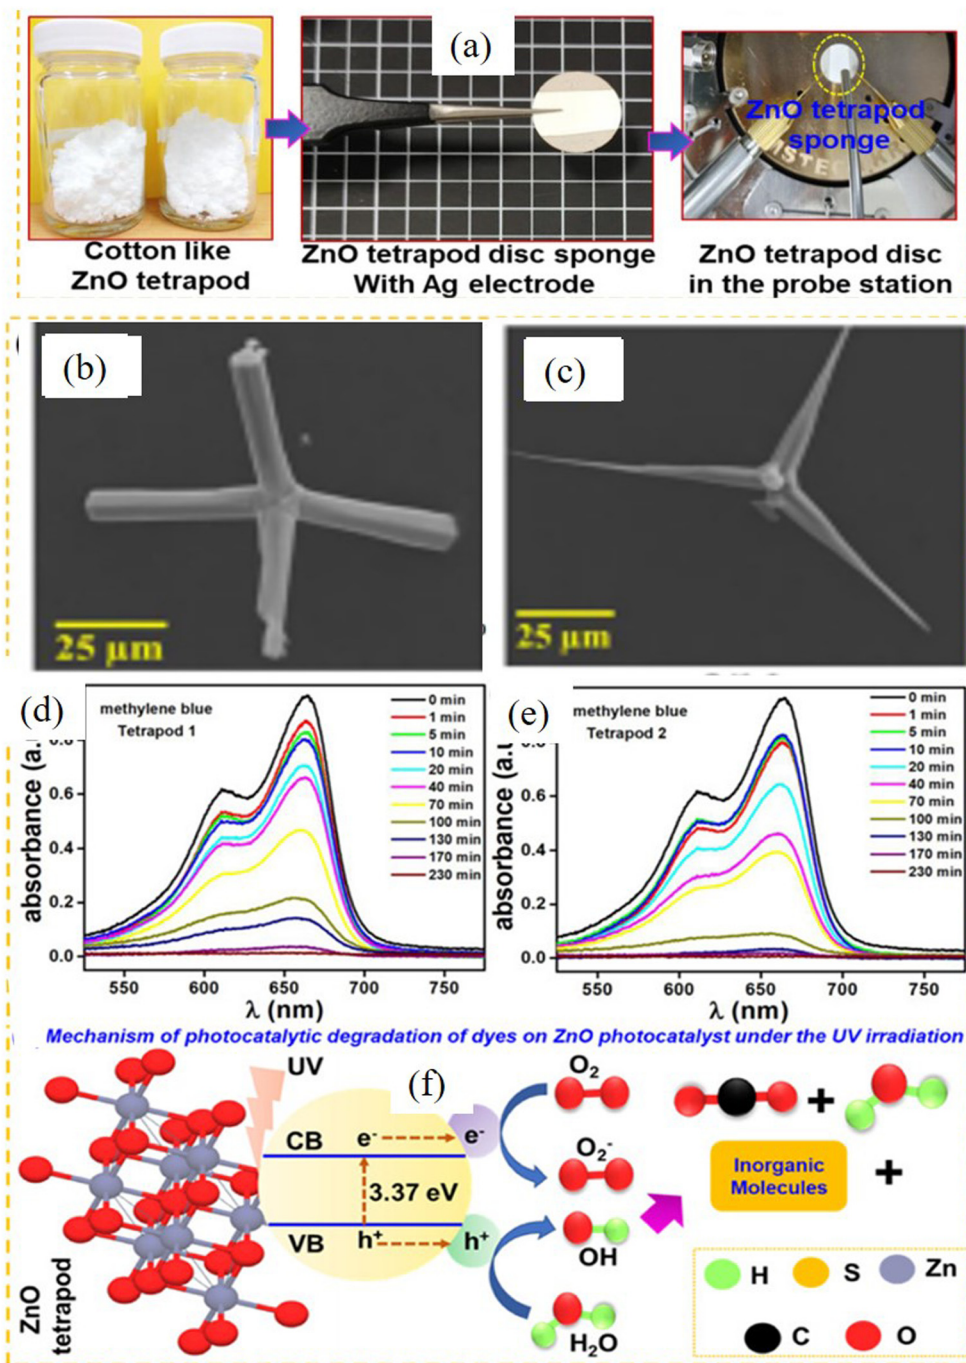 (a)
ZnO tetrapod
sponge
Cotton like
ZnO tetrapod
ZnO tetrapod disc sponge
With Ag electrode
ZnO tetrapod disc
in the probe station
(b)
25 µm
(c)
25 µm
(d)
methylene blue
Tetrapod 1
0 min
1 min
5 min
10 min
20 min
40 min
70 min
100 min
130 min
170 min
230 min
absorbance (a.u
0.6
0.4
0.2
0.0
550
600
650
700
750
λ (nm)
(e)
methylene blue
Tetrapod 2
0 min
1 min
5 min
10 min
20 min
40 min
70 min
100 min
130 min
170 min
230 min
absorbance (a.u
0.6
0.4
0.2
0.0
550
600
650
700
750
λ (nm)
Mechanism of photocatalytic degradation of dyes on ZnO photocatalyst under the UV irradiation
(f)
UV
CB
e-
e-
3.37 eV
VB
h+
h+
O2
O2-
OH
H2O
ZnO
tetrapod
+
Inorganic
Molecules
+
H
S
Zn
C
O